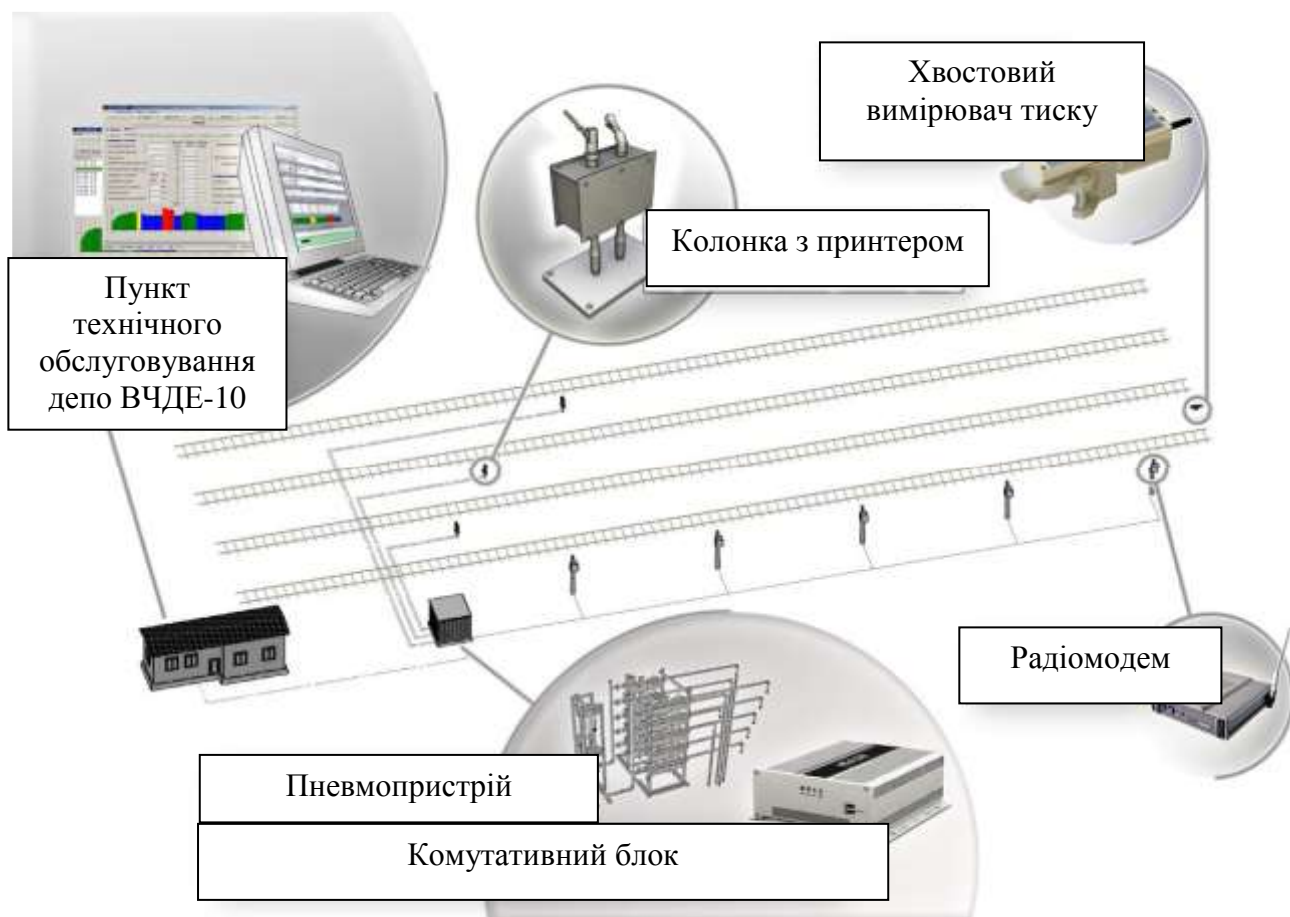 Хвостовий
вимірювач тиску
Колонка з принтером
Пункт
технічного
обслуговування
депо ВЧДЕ-10
Радіомодем
Пневмопристрій
Комутативний блок